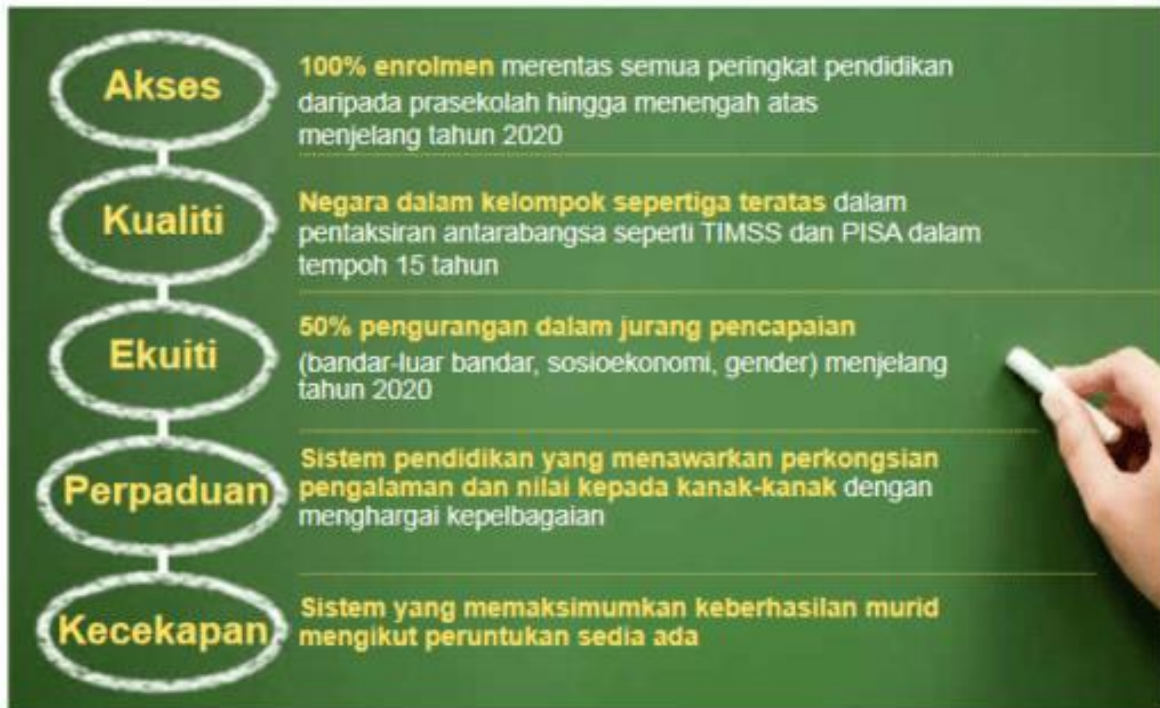 Akses
100% enrolmen merentas semua peringkat pendidikan
daripada prasekolah hingga menengah atas
menjelang tahun 2020
Kualiti
Negara dalam kelompok sepertiga teratas dalam
pentaksiran antarabangsa seperti TIMSS dan PISA dalam
tempoh 15 tahun
Ekuiti
50% pengurangan dalam jurang pencapaian
(bandar-luar bandar, sosioekonomi, gender) menjelang
tahun 2020
Perpaduan
Sistem pendidikan yang menawarkan perkongsian
pengalaman dan nilai kepada kanak-kanak dengan
menghargai kepelbagaian
Kecekapan
Sistem yang memaksimumkan keberhasilan murid
mengikut peruntukan sedia ada